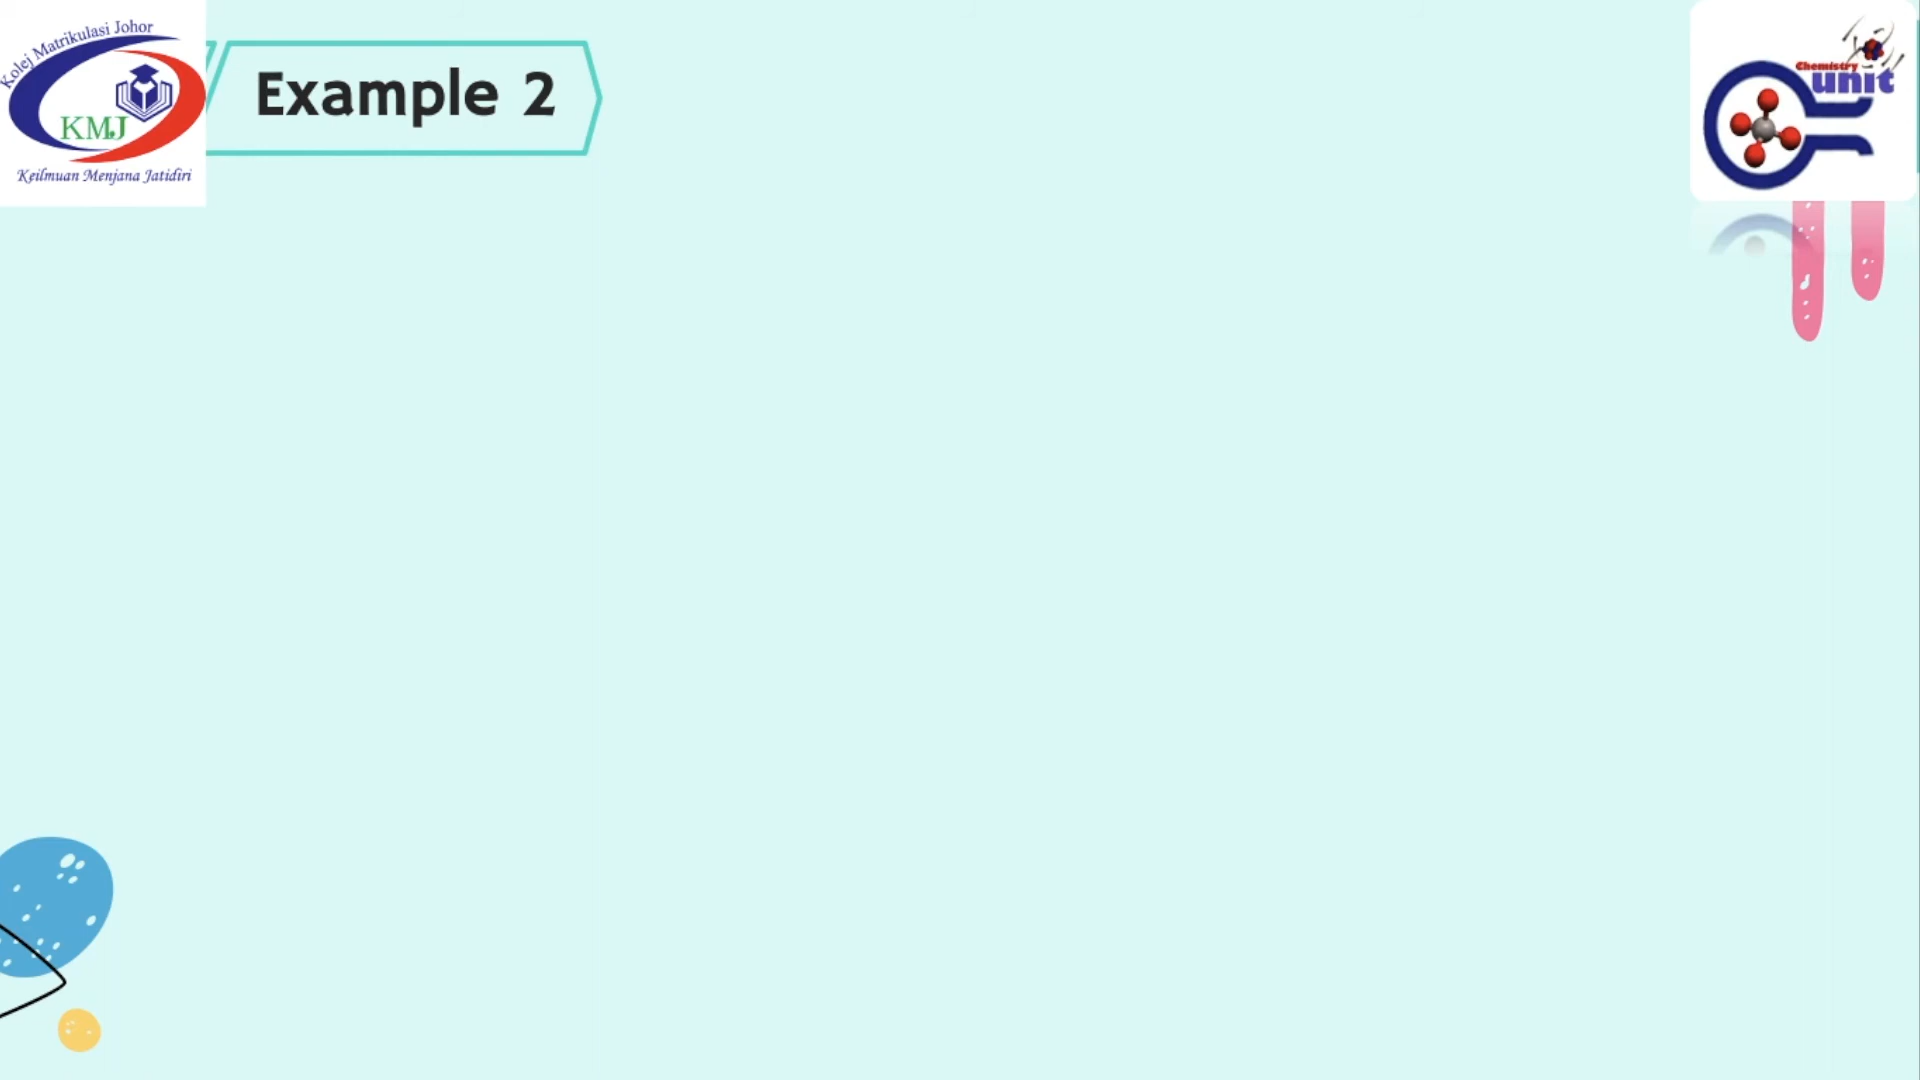 Kolej Matrikulasi Johor
KMJ
Keilmuan Menjana Jatidiri
Example 2
Chemistry
unit